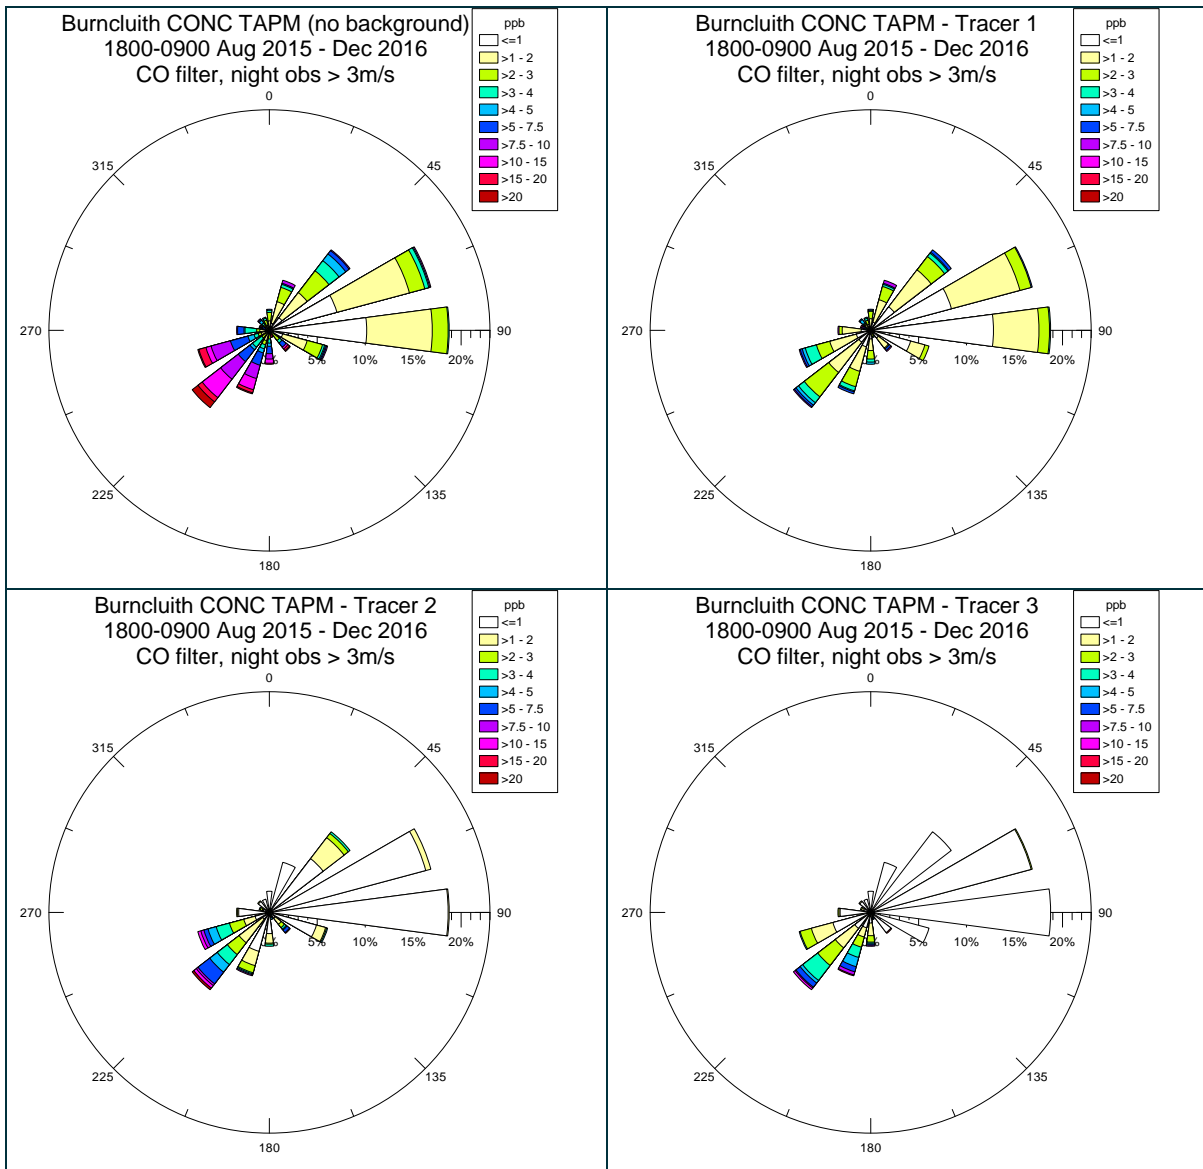 Burncluith CONC TAPM (no background)
1800-0900 Aug 2015 - Dec 2016
CO filter, night obs > 3m/s
ppb
<=1
>1 - 2
>2 - 3
>3 - 4
>4 - 5
>5 - 7.5
>7.5 - 10
>10 - 15
>15 - 20
>20
0
45
90
135
180
225
270
315
5%
10%
15%
20%
Burncluith CONC TAPM - Tracer 1
1800-0900 Aug 2015 - Dec 2016
CO filter, night obs > 3m/s
ppb
<=1
>1 - 2
>2 - 3
>3 - 4
>4 - 5
>5 - 7.5
>7.5 - 10
>10 - 15
>15 - 20
>20
0
45
90
135
180
225
270
315
5%
10%
15%
20%
Burncluith CONC TAPM - Tracer 2
1800-0900 Aug 2015 - Dec 2016
CO filter, night obs > 3m/s
ppb
<=1
>1 - 2
>2 - 3
>3 - 4
>4 - 5
>5 - 7.5
>7.5 - 10
>10 - 15
>15 - 20
>20
0
45
90
135
180
225
270
315
5%
10%
15%
20%
Burncluith CONC TAPM - Tracer 3
1800-0900 Aug 2015 - Dec 2016
CO filter, night obs > 3m/s
ppb
<=1
>1 - 2
>2 - 3
>3 - 4
>4 - 5
>5 - 7.5
>7.5 - 10
>10 - 15
>15 - 20
>20
0
45
90
135
180
225
270
315
5%
10%
15%
20%